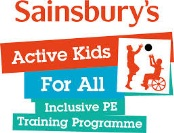 Sainsbury's
Active Kids
For All
Inclusive PE
Training Programme